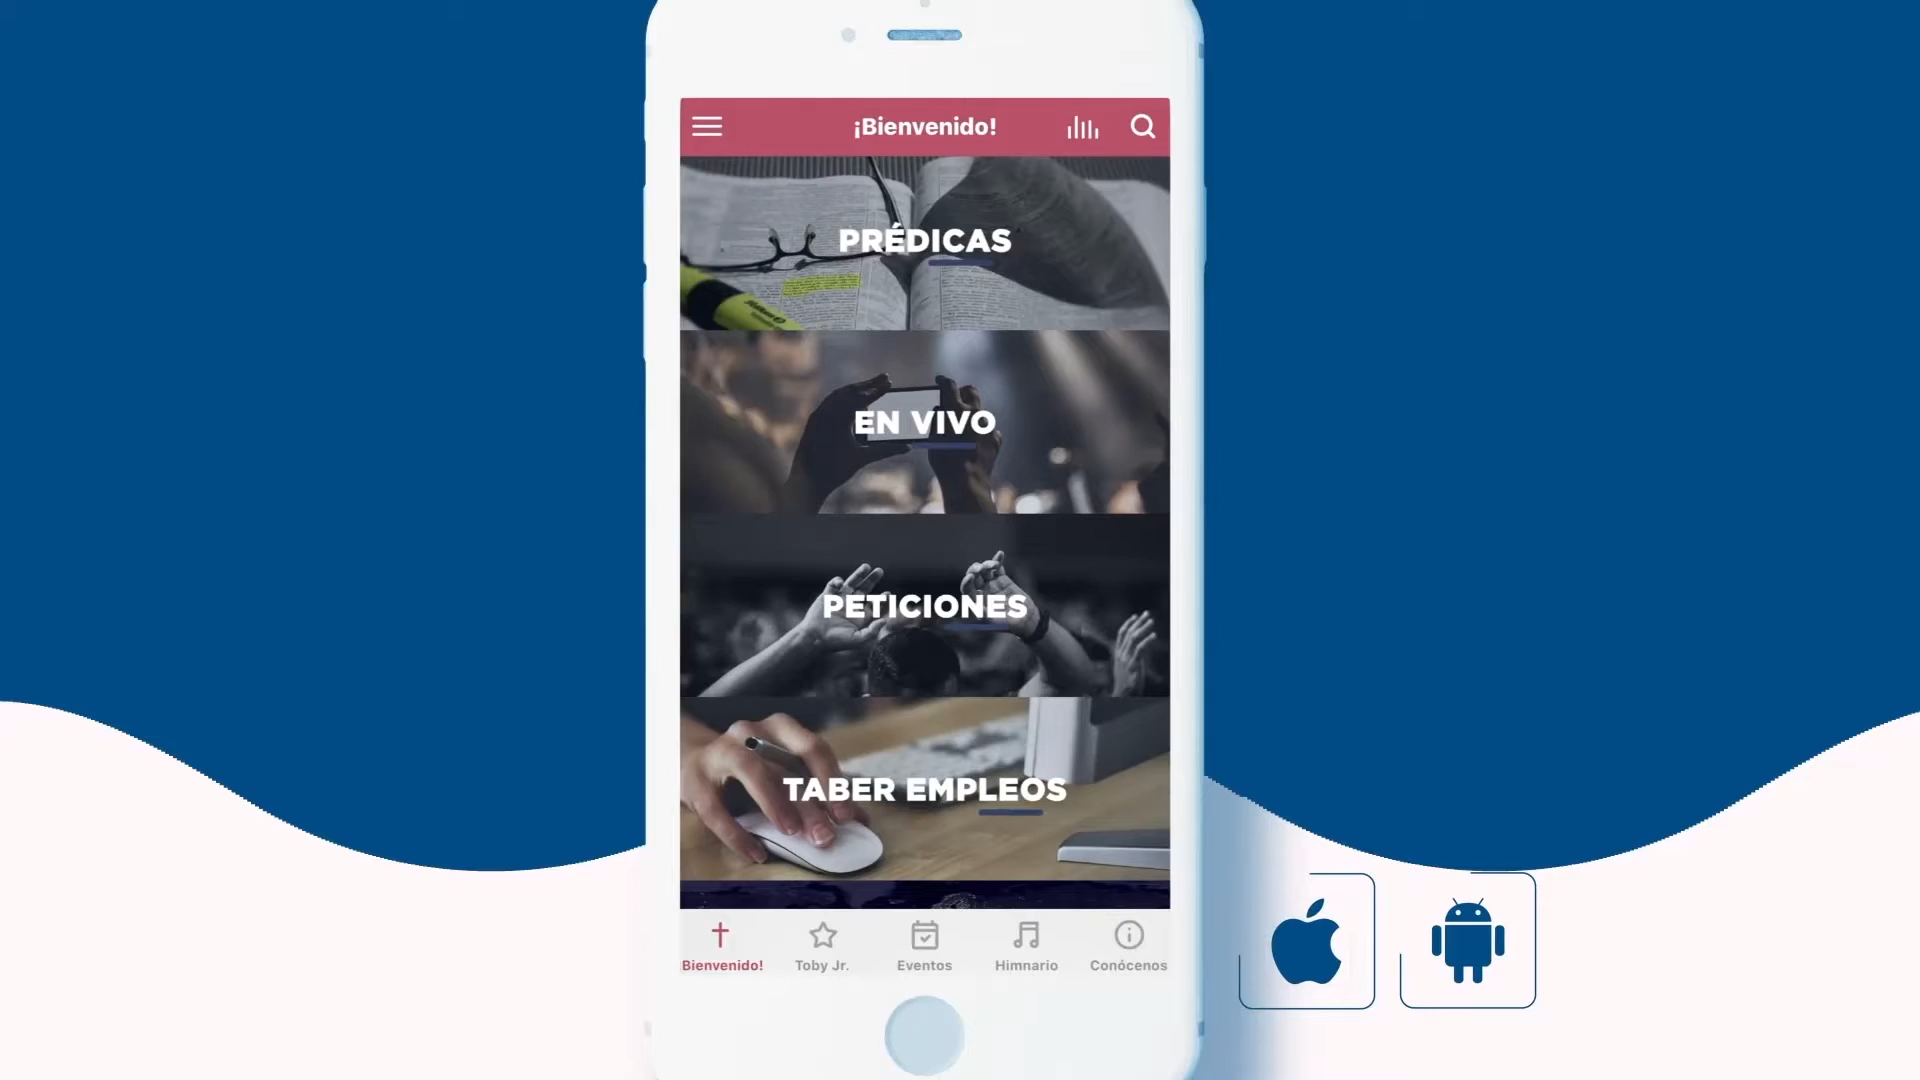 ¡Bienvenido!
PRÉDICAS
EN VIVO
PETICIONES
TABER EMPLEOS
Bienvenido!
Toby Jr.
Eventos
Himnario
Conócenos